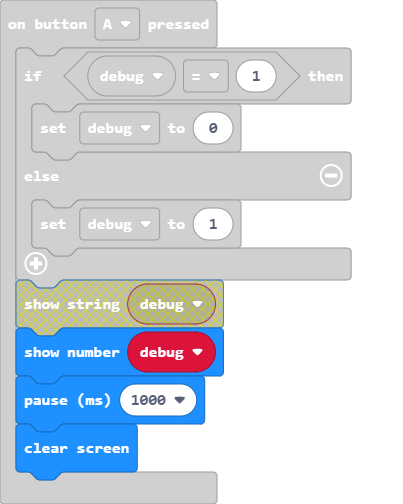 on button A pressed
if debug = 1 then
set debug to 0
else
set debug to 1
show string debug
show number debug
pause (ms) 1000
clear screen